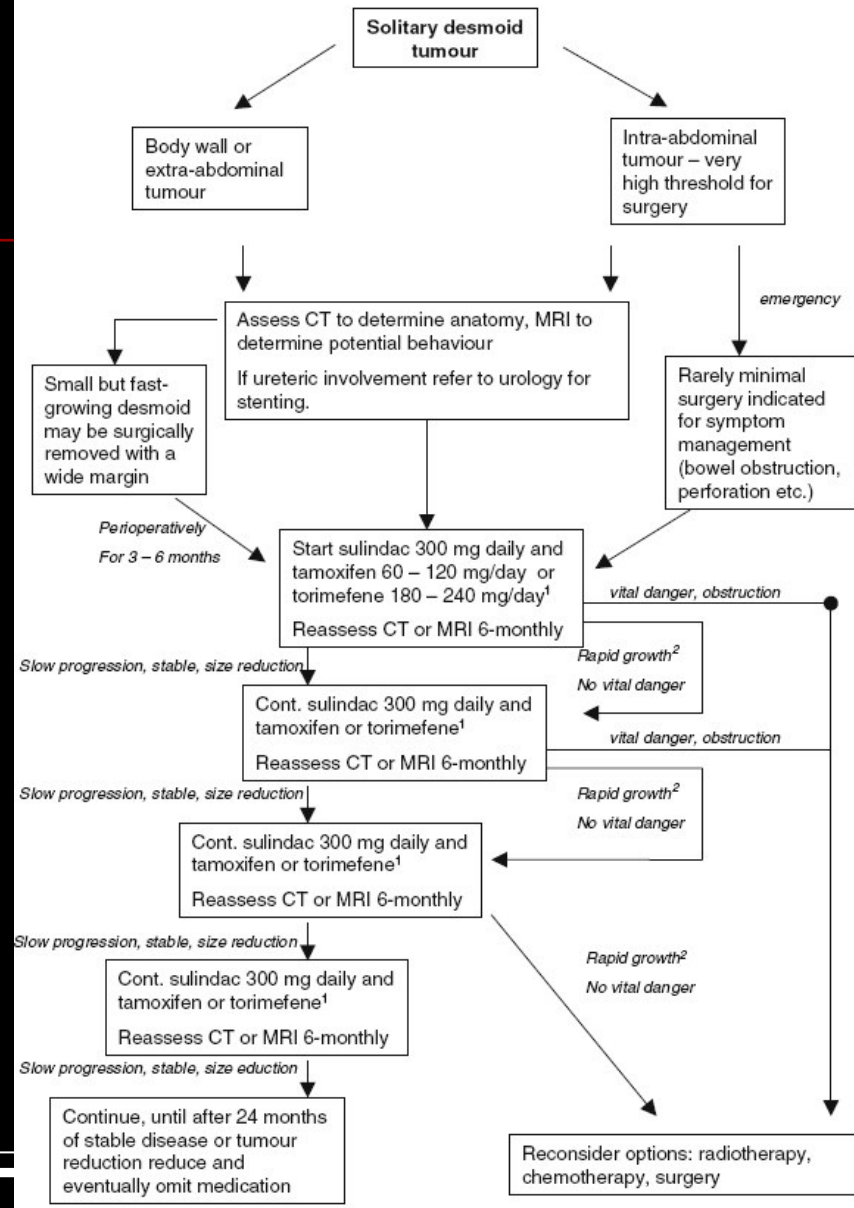 Solitary desmoid
tumour
Body wall or
extra-abdominal
tumour
Intra-abdominal
tumour – very
high threshold for
surgery
emergency
Assess CT to determine anatomy, MRI to
determine potential behaviour
If ureteric involvement refer to urology for
stenting.
Small but fast-
growing desmoid
may be surgically
removed with a
wide margin
Rarely minimal
surgery indicated
for symptom
management
(bowel obstruction,
perforation etc.)
Perioperatively
For 3 – 6 months
Start sulindac 300 mg daily and
tamoxifen 60 – 120 mg/day or
torimefene 180 – 240 mg/day¹
Reassess CT or MRI 6-monthly
vital danger, obstruction
Rapid growth²
No vital danger
Slow progression, stable, size reduction
Cont. sulindac 300 mg daily and
tamoxifen or torimefene¹
Reassess CT or MRI 6-monthly
vital danger, obstruction
Rapid growth²
No vital danger
Slow progression, stable, size reduction
Cont. sulindac 300 mg daily and
tamoxifen or torimefene¹
Reassess CT or MRI 6-monthly
Slow progression, stable, size reduction
Rapid growth²
No vital danger
Cont. sulindac 300 mg daily and
tamoxifen or torimefene¹
Reassess CT or MRI 6-monthly
Slow progression, stable, size eduction
Continue, until after 24 months
of stable disease or tumour
reduction reduce and
eventually omit medication
Reconsider options: radiotherapy,
chemotherapy, surgery